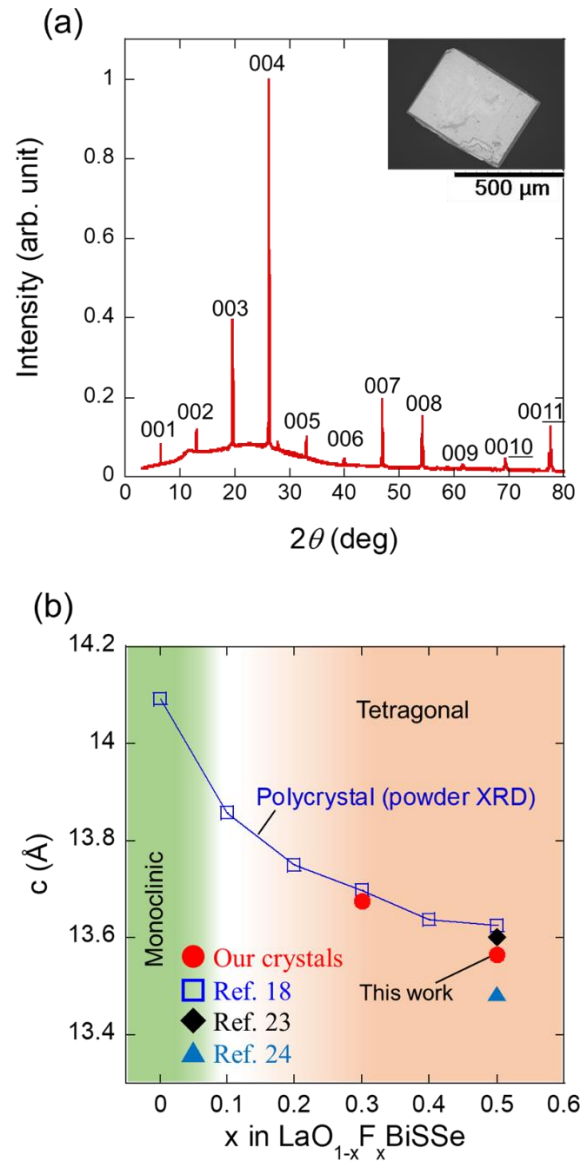 (a)
Intensity (arb. unit)
1
0.8
0.6
0.4
0.2
0
004
003
001
002
005
006
007
008
009
0010
0011
500 µm
0 10 20 30 40 50 60 70 80
2θ (deg)
(b)
c (Å)
14.2
14
13.8
13.6
13.4
Tetragonal
Polycrystal (powder XRD)
Monoclinic
Our crystals
Ref. 18
This work
Ref. 23
Ref. 24
0 0.1 0.2 0.3 0.4 0.5 0.6
x in LaO1-xFxBiSSe